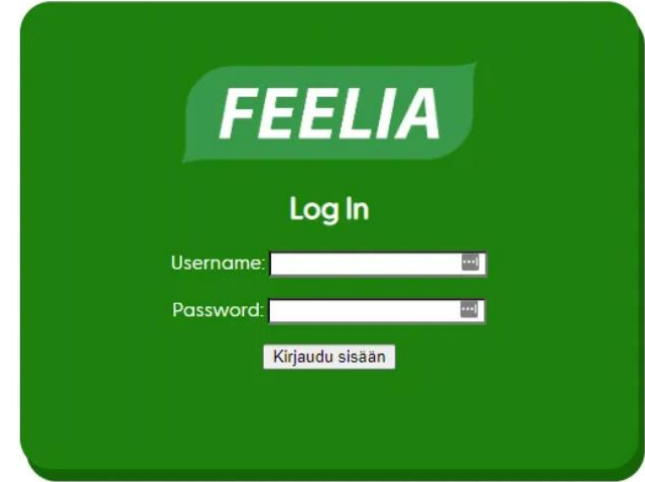 FEELIA
Log In
Username:
Password:
Kirjaudu sisään